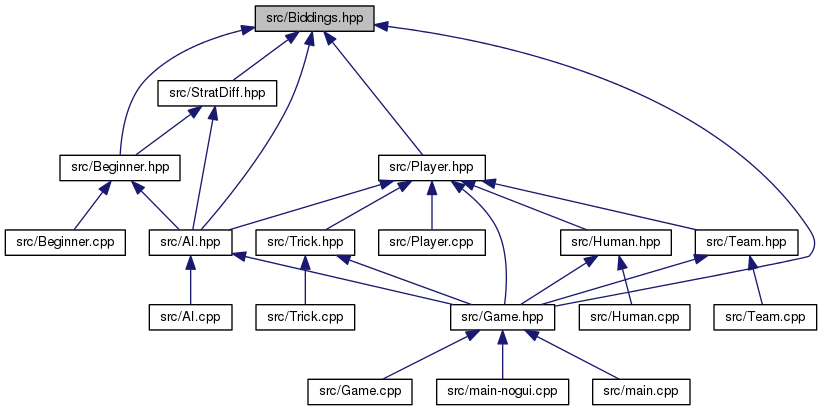 src/Biddings.hpp
src/StratDiff.hpp
src/Beginner.hpp
src/Player.hpp
src/Beginner.cpp
src/AI.hpp
src/Trick.hpp
src/Player.cpp
src/Human.hpp
src/Team.hpp
src/AI.cpp
src/Trick.cpp
src/Game.hpp
src/Human.cpp
src/Team.cpp
src/Game.cpp
src/main-nogui.cpp
src/main.cpp